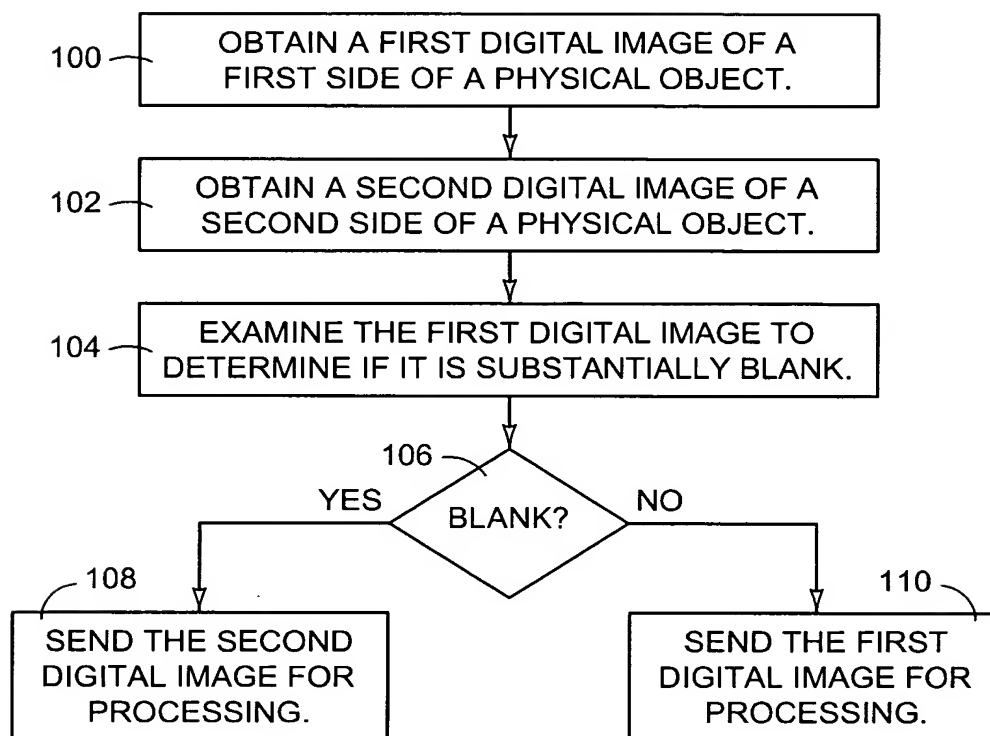 100
OBTAIN A FIRST DIGITAL IMAGE OF A
FIRST SIDE OF A PHYSICAL OBJECT.
102
OBTAIN A SECOND DIGITAL IMAGE OF A
SECOND SIDE OF A PHYSICAL OBJECT.
104
EXAMINE THE FIRST DIGITAL IMAGE TO
DETERMINE IF IT IS SUBSTANTIALLY BLANK.
106
YES
BLANK?
NO
108
SEND THE SECOND
DIGITAL IMAGE FOR
PROCESSING.
110
SEND THE FIRST
DIGITAL IMAGE FOR
PROCESSING.